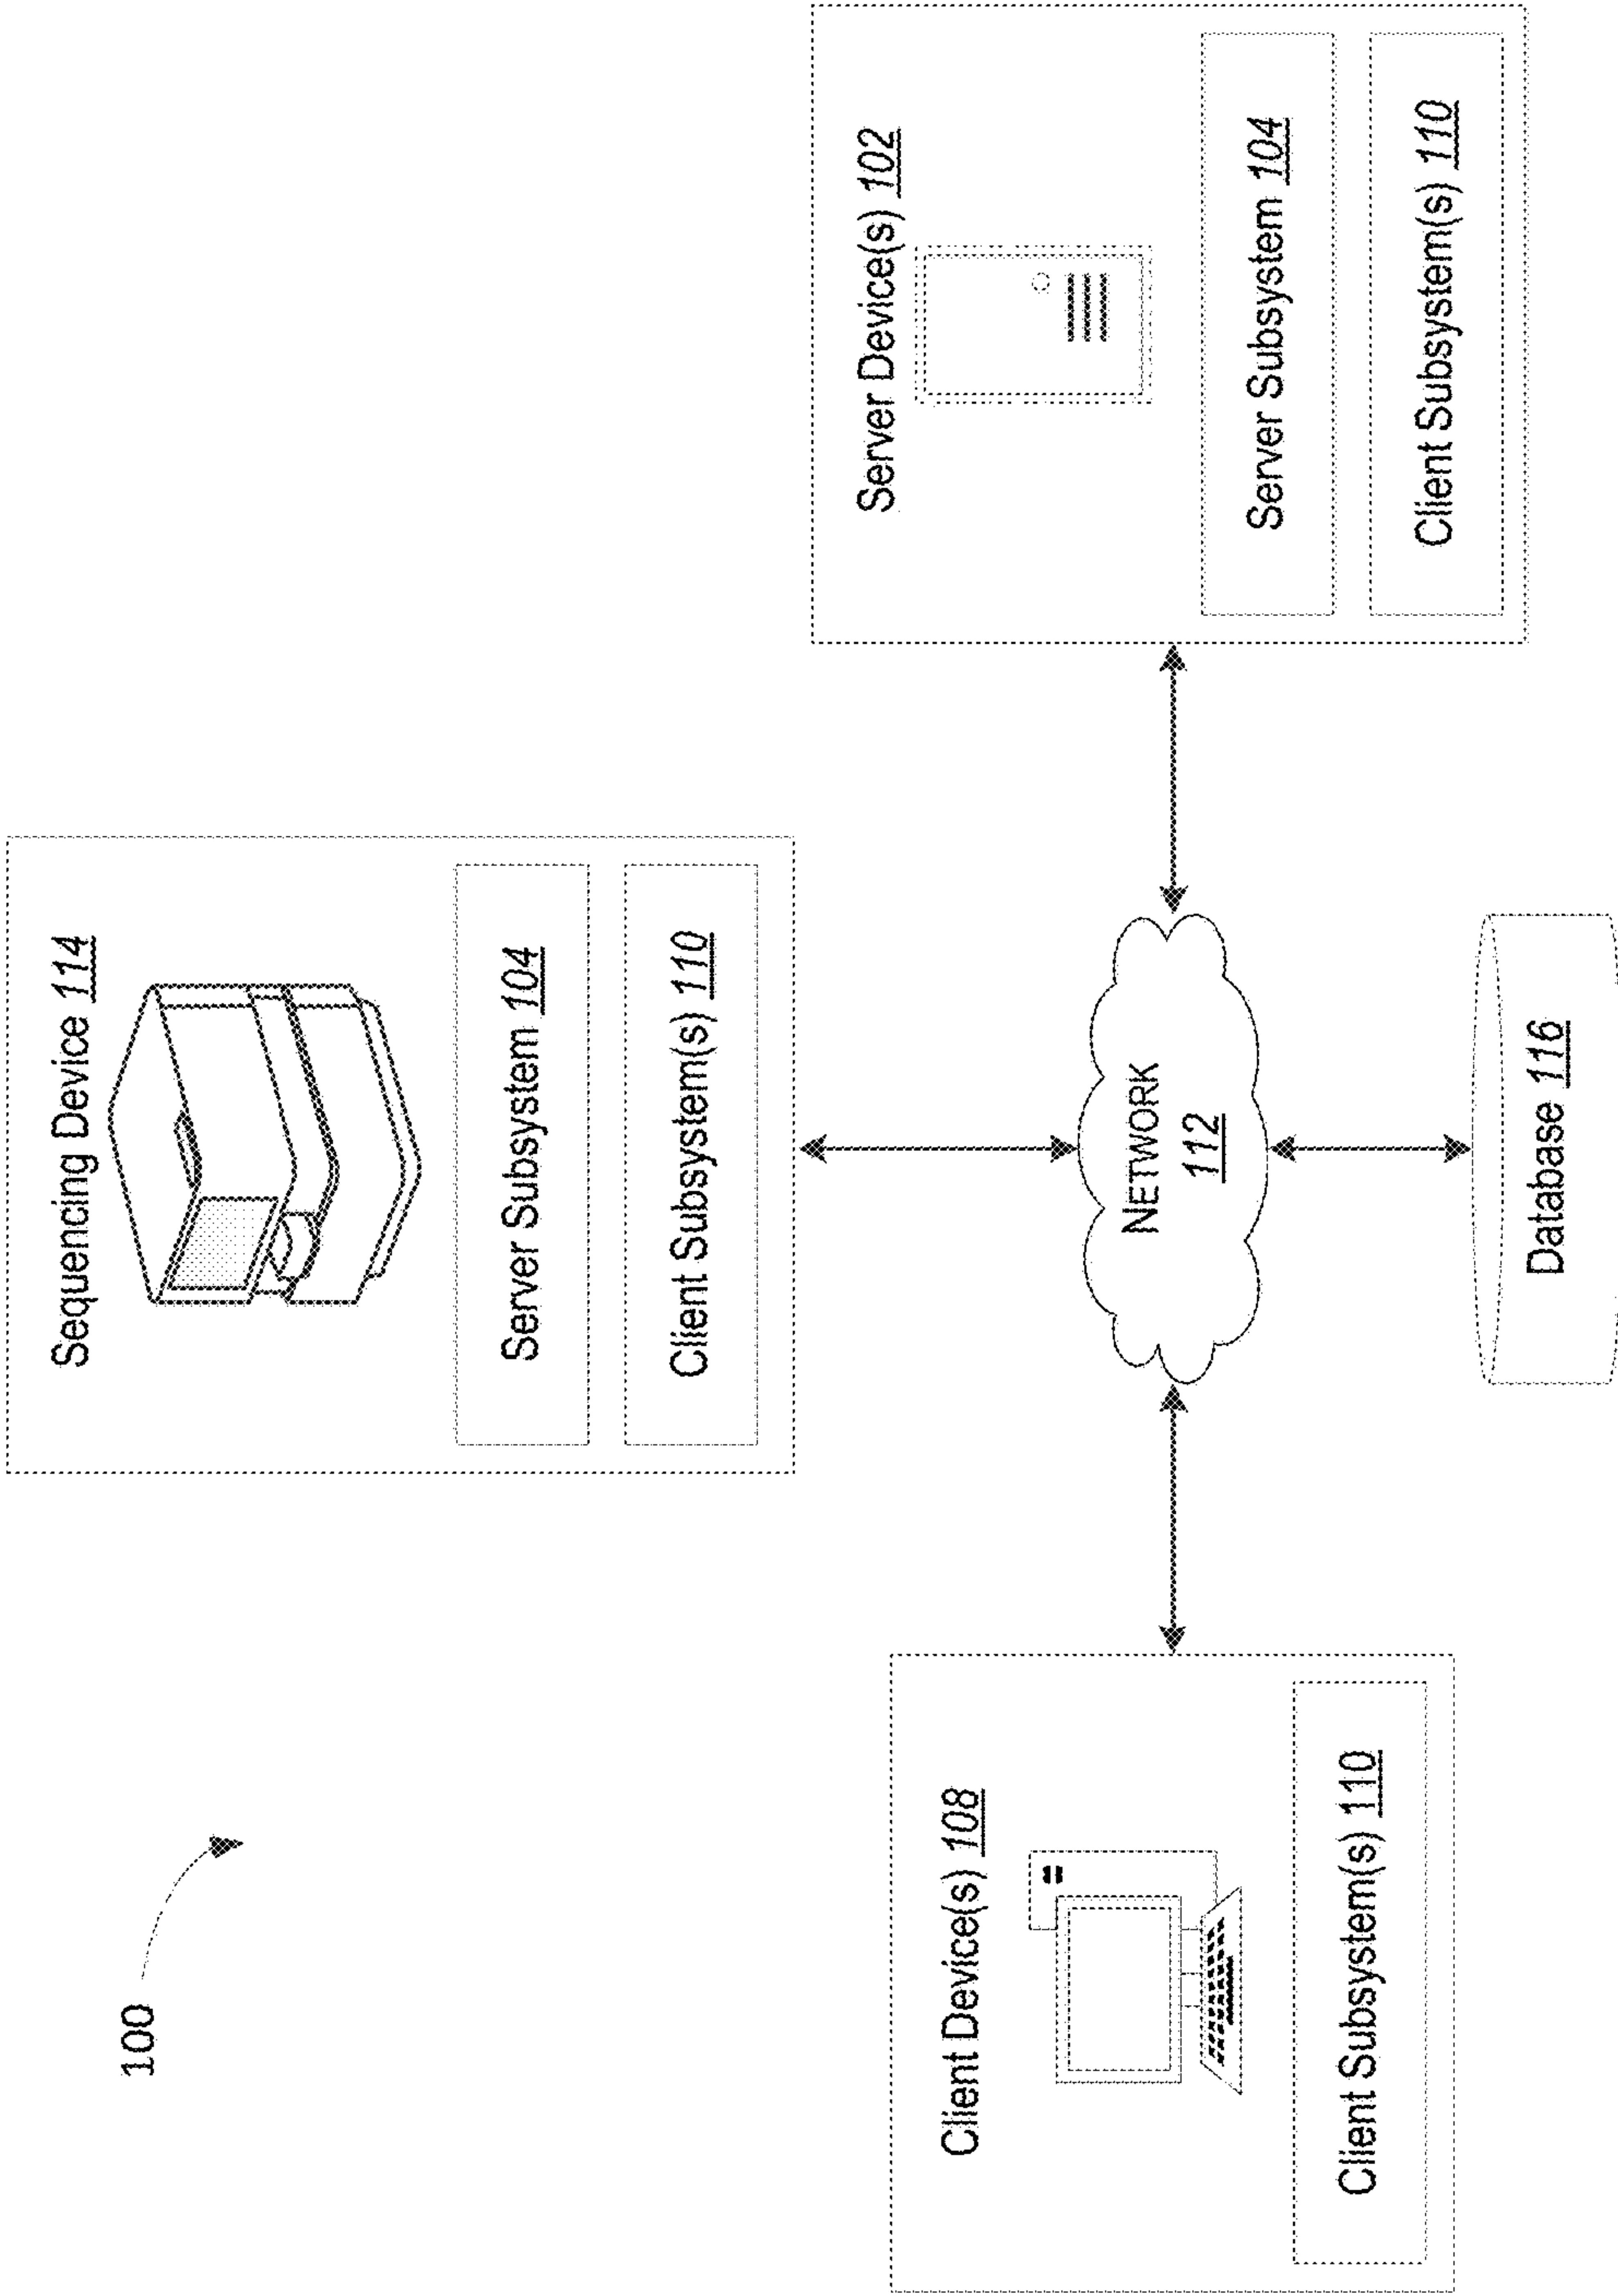 100
Sequencing Device 114
Server Subsystem 104
Client Subsystem(s) 110
Client Device(s) 108
Client Subsystem(s) 110
NETWORK
112
Server Device(s) 102
Server Subsystem 104
Client Subsystem(s) 110
Database 116